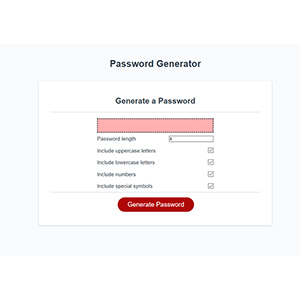 Password Generator
Generate a Password
Password length
Include uppercase letters
Include lowercase letters
Include numbers
Include special symbols
Generate Password